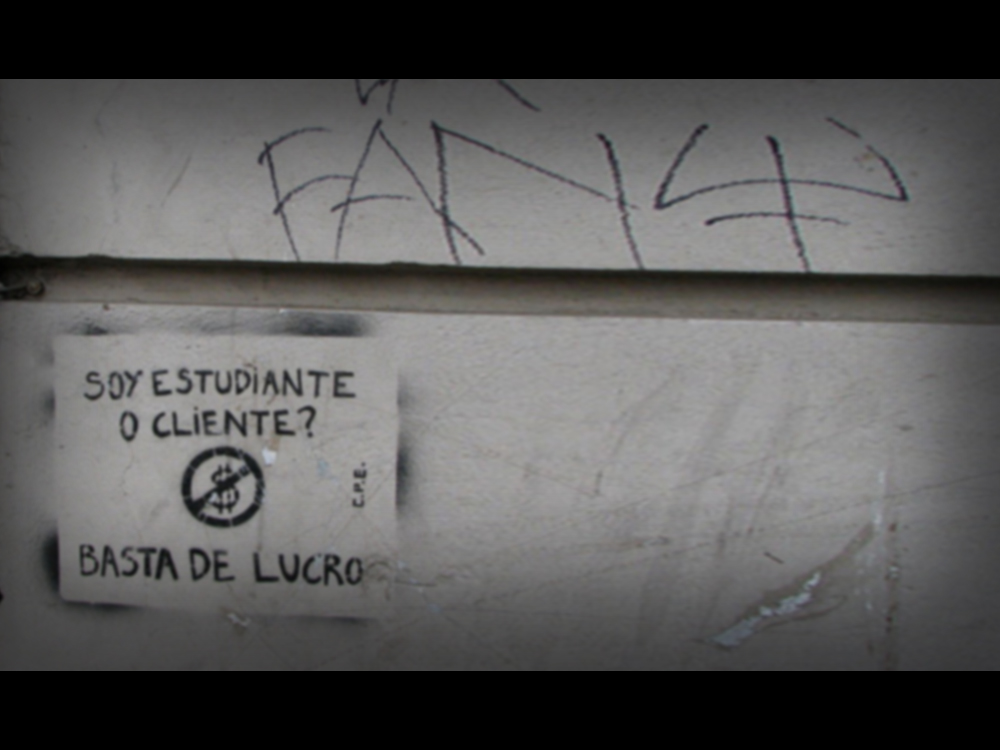 SOY ESTUDIANTE
O CLIENTE?
$
C.P.E.
BASTA DE LUCRO